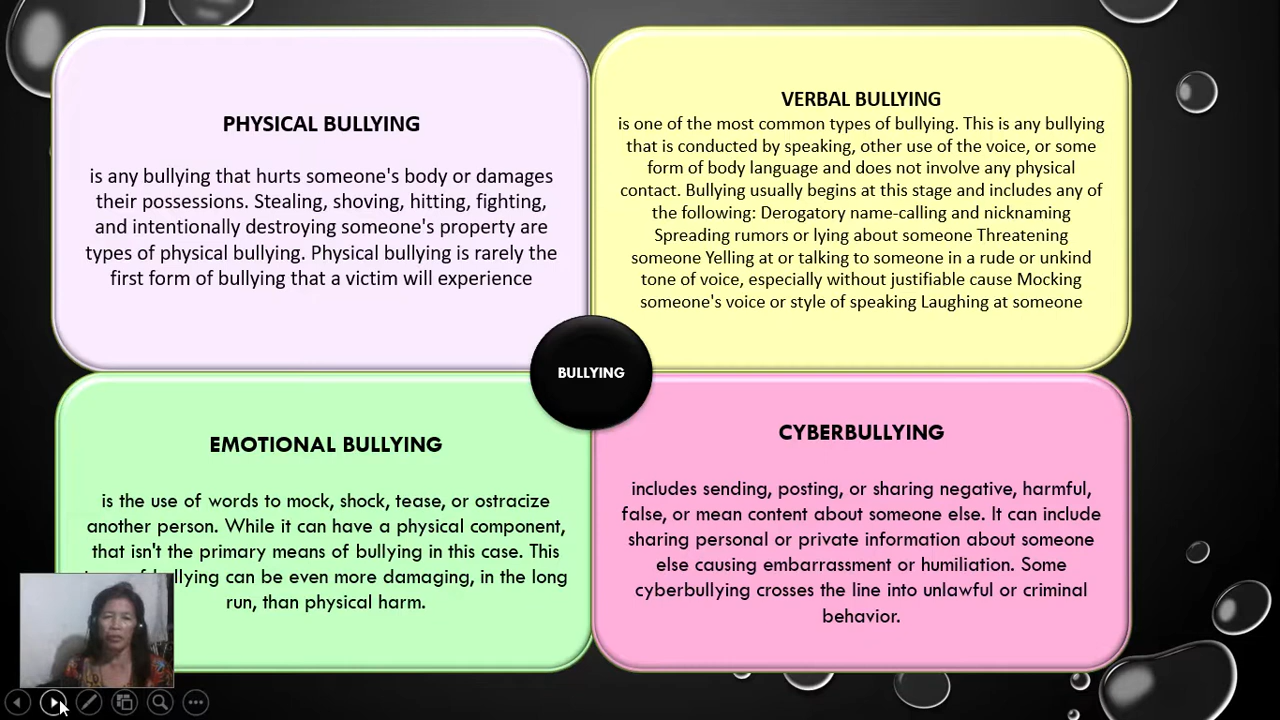 PHYSICAL BULLYING
is any bullying that hurts someone's body or damages
their possessions. Stealing, shoving, hitting, fighting,
and intentionally destroying someone's property are
types of physical bullying. Physical bullying is rarely the
first form of bullying that a victim will experience
VERBAL BULLYING
is one of the most common types of bullying. This is any bullying
that is conducted by speaking, other use of the voice, or some
form of body language and does not involve any physical
contact. Bullying usually begins at this stage and includes any of
the following: Derogatory name-calling and nicknaming
Spreading rumors or lying about someone Threatening
someone Yelling at or talking to someone in a rude or unkind
tone of voice, especially without justifiable cause Mocking
someone's voice or style of speaking Laughing at someone
BULLYING
EMOTIONAL BULLYING
is the use of words to mock, shock, tease, or ostracize
another person. While it can have a physical component,
that isn't the primary means of bullying in this case. This
bullying can be even more damaging, in the long
run, than physical harm.
CYBERBULLYING
includes sending, posting, or sharing negative, harmful,
false, or mean content about someone else. It can include
sharing personal or private information about someone
else causing embarrassment or humiliation. Some
cyberbullying crosses the line into unlawful or criminal
behavior.